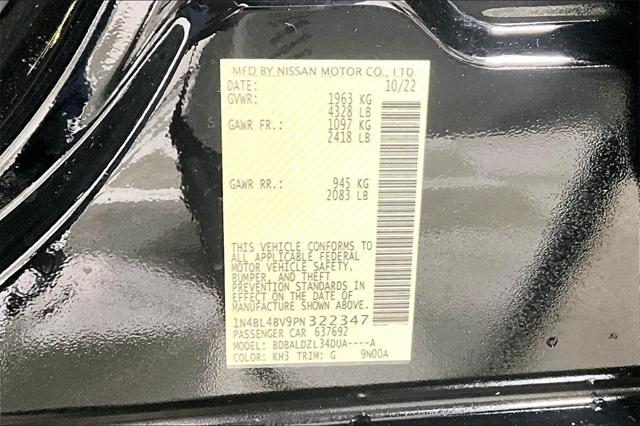 MFD BY NISSAN MOTOR CO., LTD
DATE: 10/22
GVWR: 1963 KG
4328 LB
GAWR FR.: 1097 KG
2418 LB
GAWR RR.: 945 KG
2083 LB
THIS VEHICLE CONFORMS TO
ALL APPLICABLE FEDERAL
MOTOR VEHICLE SAFETY,
BUMPER, AND THEFT
PREVENTION STANDARDS IN
EFFECT ON THE DATE OF
MANUFACTURE SHOWN ABOVE.
1N4BL4BV9PN 322347
PASSENGER CAR 637692
MODEL: BDBALDZL34DUA----A
COLOR: KH3 TRIM: G 9N00A